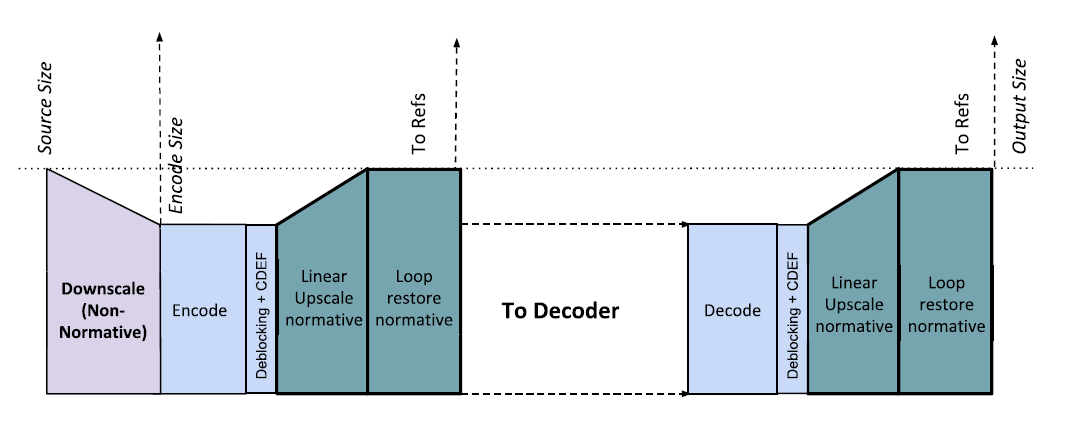 Source Size
Encode Size
To Refs
To Refs
Output Size
Downscale
(Non-
Normative)
Encode
Deblocking + CDEF
Linear
Upscale
normative
Loop
restore
normative
To Decoder
Decode
Deblocking + CDEF
Linear
Upscale
normative
Loop
restore
normative